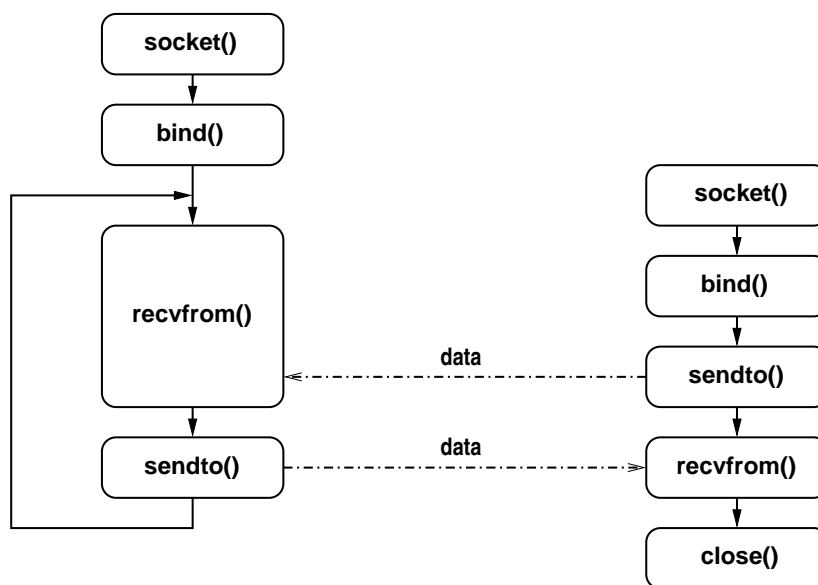 socket()
bind()
recvfrom()
sendto()
data
data
socket()
bind()
sendto()
recvfrom()
close()